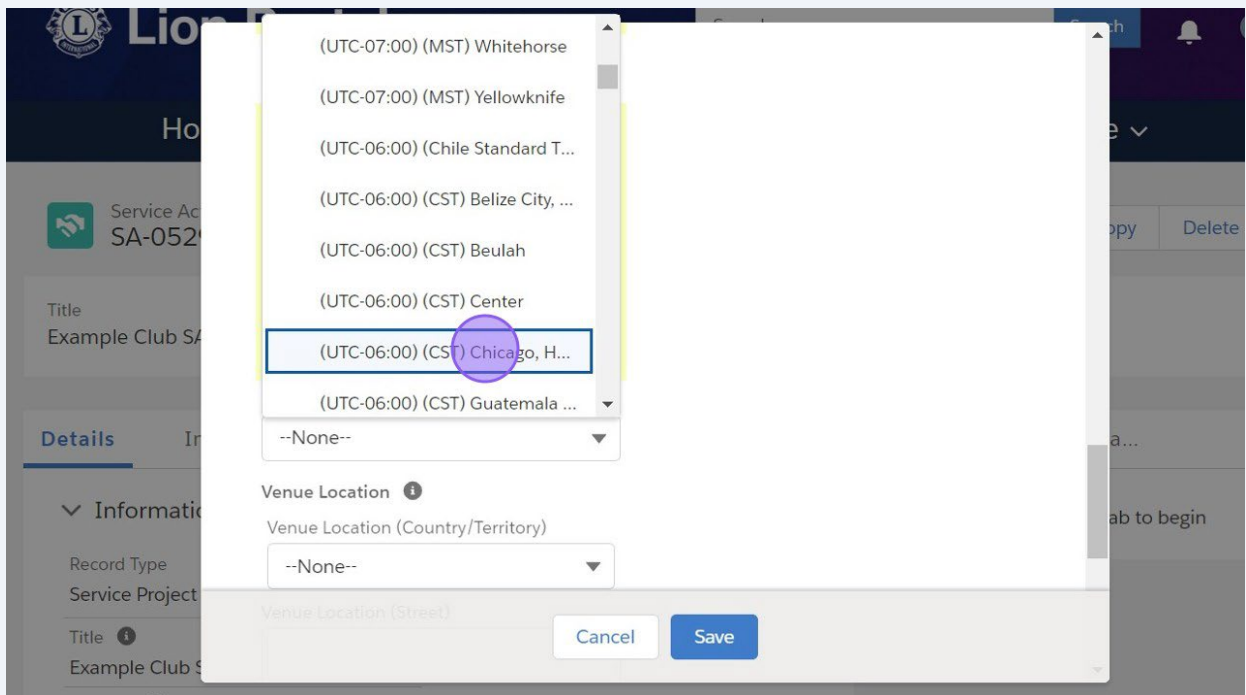 L
INTERNATIONAL
Lio
(UTC-07:00) (MST) Whitehorse
(UTC-07:00) (MST) Yellowknife
(UTC-06:00) (Chile Standard T...
(UTC-06:00) (CST) Belize City, ...
(UTC-06:00) (CST) Beulah
(UTC-06:00) (CST) Center
(UTC-06:00) (CST) Chicago, H...
(UTC-06:00) (CST) Guatemala ...
--None--
Venue Location
Venue Location (Country/Territory)
--None--
Venue Location (Street)
Cancel
Save
Ho
e
Service Ac
SA-052
opy
Delete
Title
Example Club SA
Details
a...
Informatic
ab to begin
Record Type
Service Project
Title
Example Club S